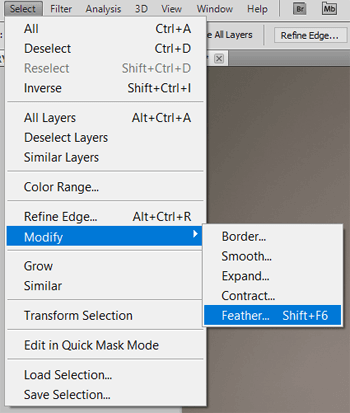 Select Filter Analysis 3D View Window Help Br Mb
All Ctrl+A
Deselect Ctrl+D
Reselect Shift+Ctrl+D
Inverse Shift+Ctrl+I
All Layers Alt+Ctrl+A
Deselect Layers
Similar Layers
Color Range...
Refine Edge... Alt+Ctrl+R
Modify
Grow
Similar
Transform Selection
Edit in Quick Mask Mode
Load Selection...
Save Selection...
All Layers Refine Edge...
Border...
Smooth...
Expand...
Contract...
Feather... Shift+F6